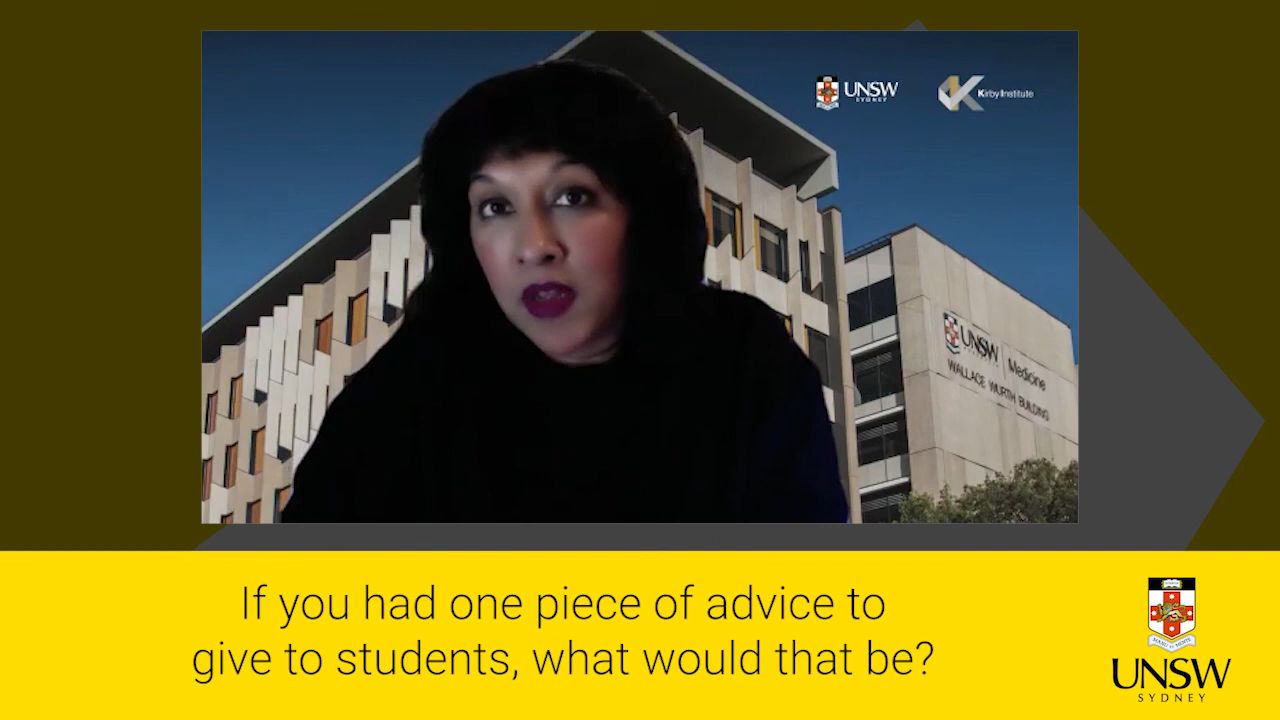 UNSW
SYDNEY
Kirby Institute
UNSW
Medicine
WALLACE WURTH BUILDING
If you had one piece of advice to
give to students, what would that be?
UNSW
SYDNEY